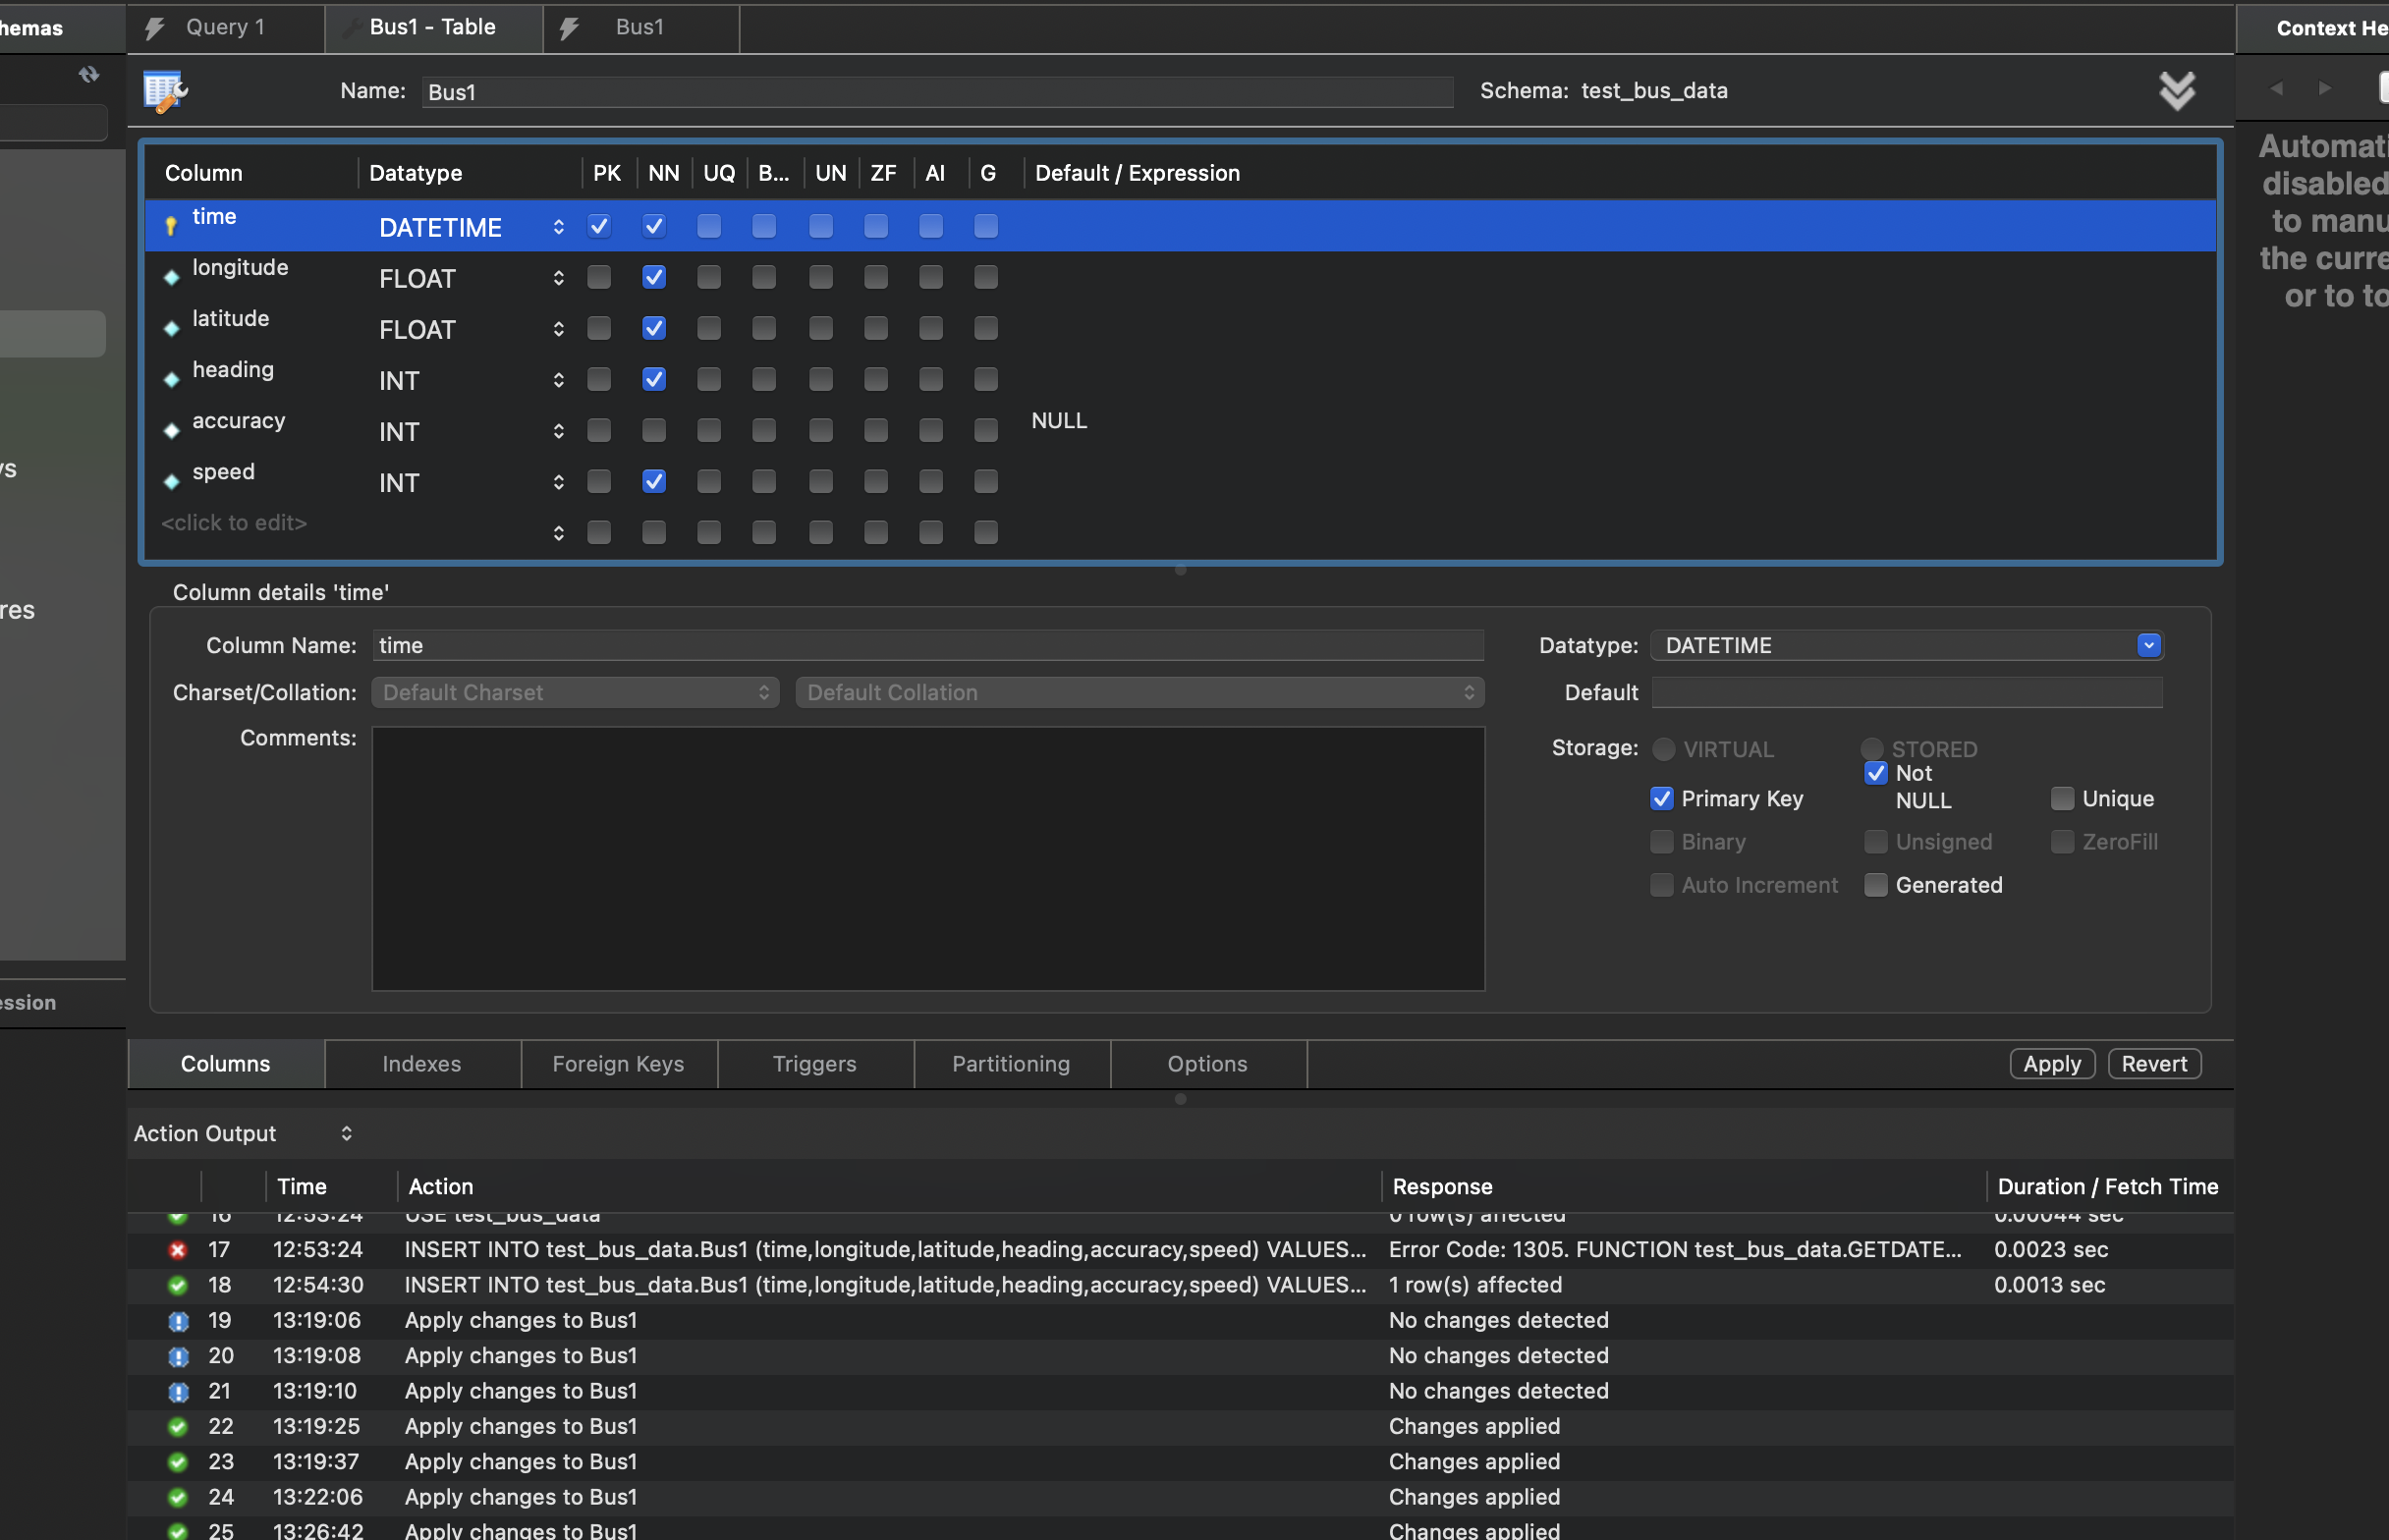 hemas
Query 1
Bus1 - Table
Bus1
Context He
Name: Bus1
Schema: test_bus_data
Automati
disabled
to manu
the curre
or to to
Column Datatype PK NN UQ B... UN ZF AI G Default / Expression
time DATETIME
longitude FLOAT
latitude FLOAT
heading INT
accuracy INT NULL
speed INT
<click to edit>
ys
res
ession
Column details 'time'
Column Name: time
Datatype: DATETIME
Charset/Collation: Default Charset Default Collation
Default
Comments:
Storage: VIRTUAL STORED
Primary Key Not NULL Unique
Binary Unsigned ZeroFill
Auto Increment Generated
Columns Indexes Foreign Keys Triggers Partitioning Options Apply Revert
Action Output
Time Action Response Duration / Fetch Time
16 12:53:24 USE test_bus_data 0 row(s) affected 0.00044 sec
17 12:53:24 INSERT INTO test_bus_data.Bus1 (time,longitude,latitude,heading,accuracy,speed) VALUES... Error Code: 1305. FUNCTION test_bus_data.GETDATE... 0.0023 sec
18 12:54:30 INSERT INTO test_bus_data.Bus1 (time,longitude,latitude,heading,accuracy,speed) VALUES... 1 row(s) affected 0.0013 sec
19 13:19:06 Apply changes to Bus1 No changes detected
20 13:19:08 Apply changes to Bus1 No changes detected
21 13:19:10 Apply changes to Bus1 No changes detected
22 13:19:25 Apply changes to Bus1 Changes applied
23 13:19:37 Apply changes to Bus1 Changes applied
24 13:22:06 Apply changes to Bus1 Changes applied
25 13:26:42 Apply changes to Bus1 Changes applied